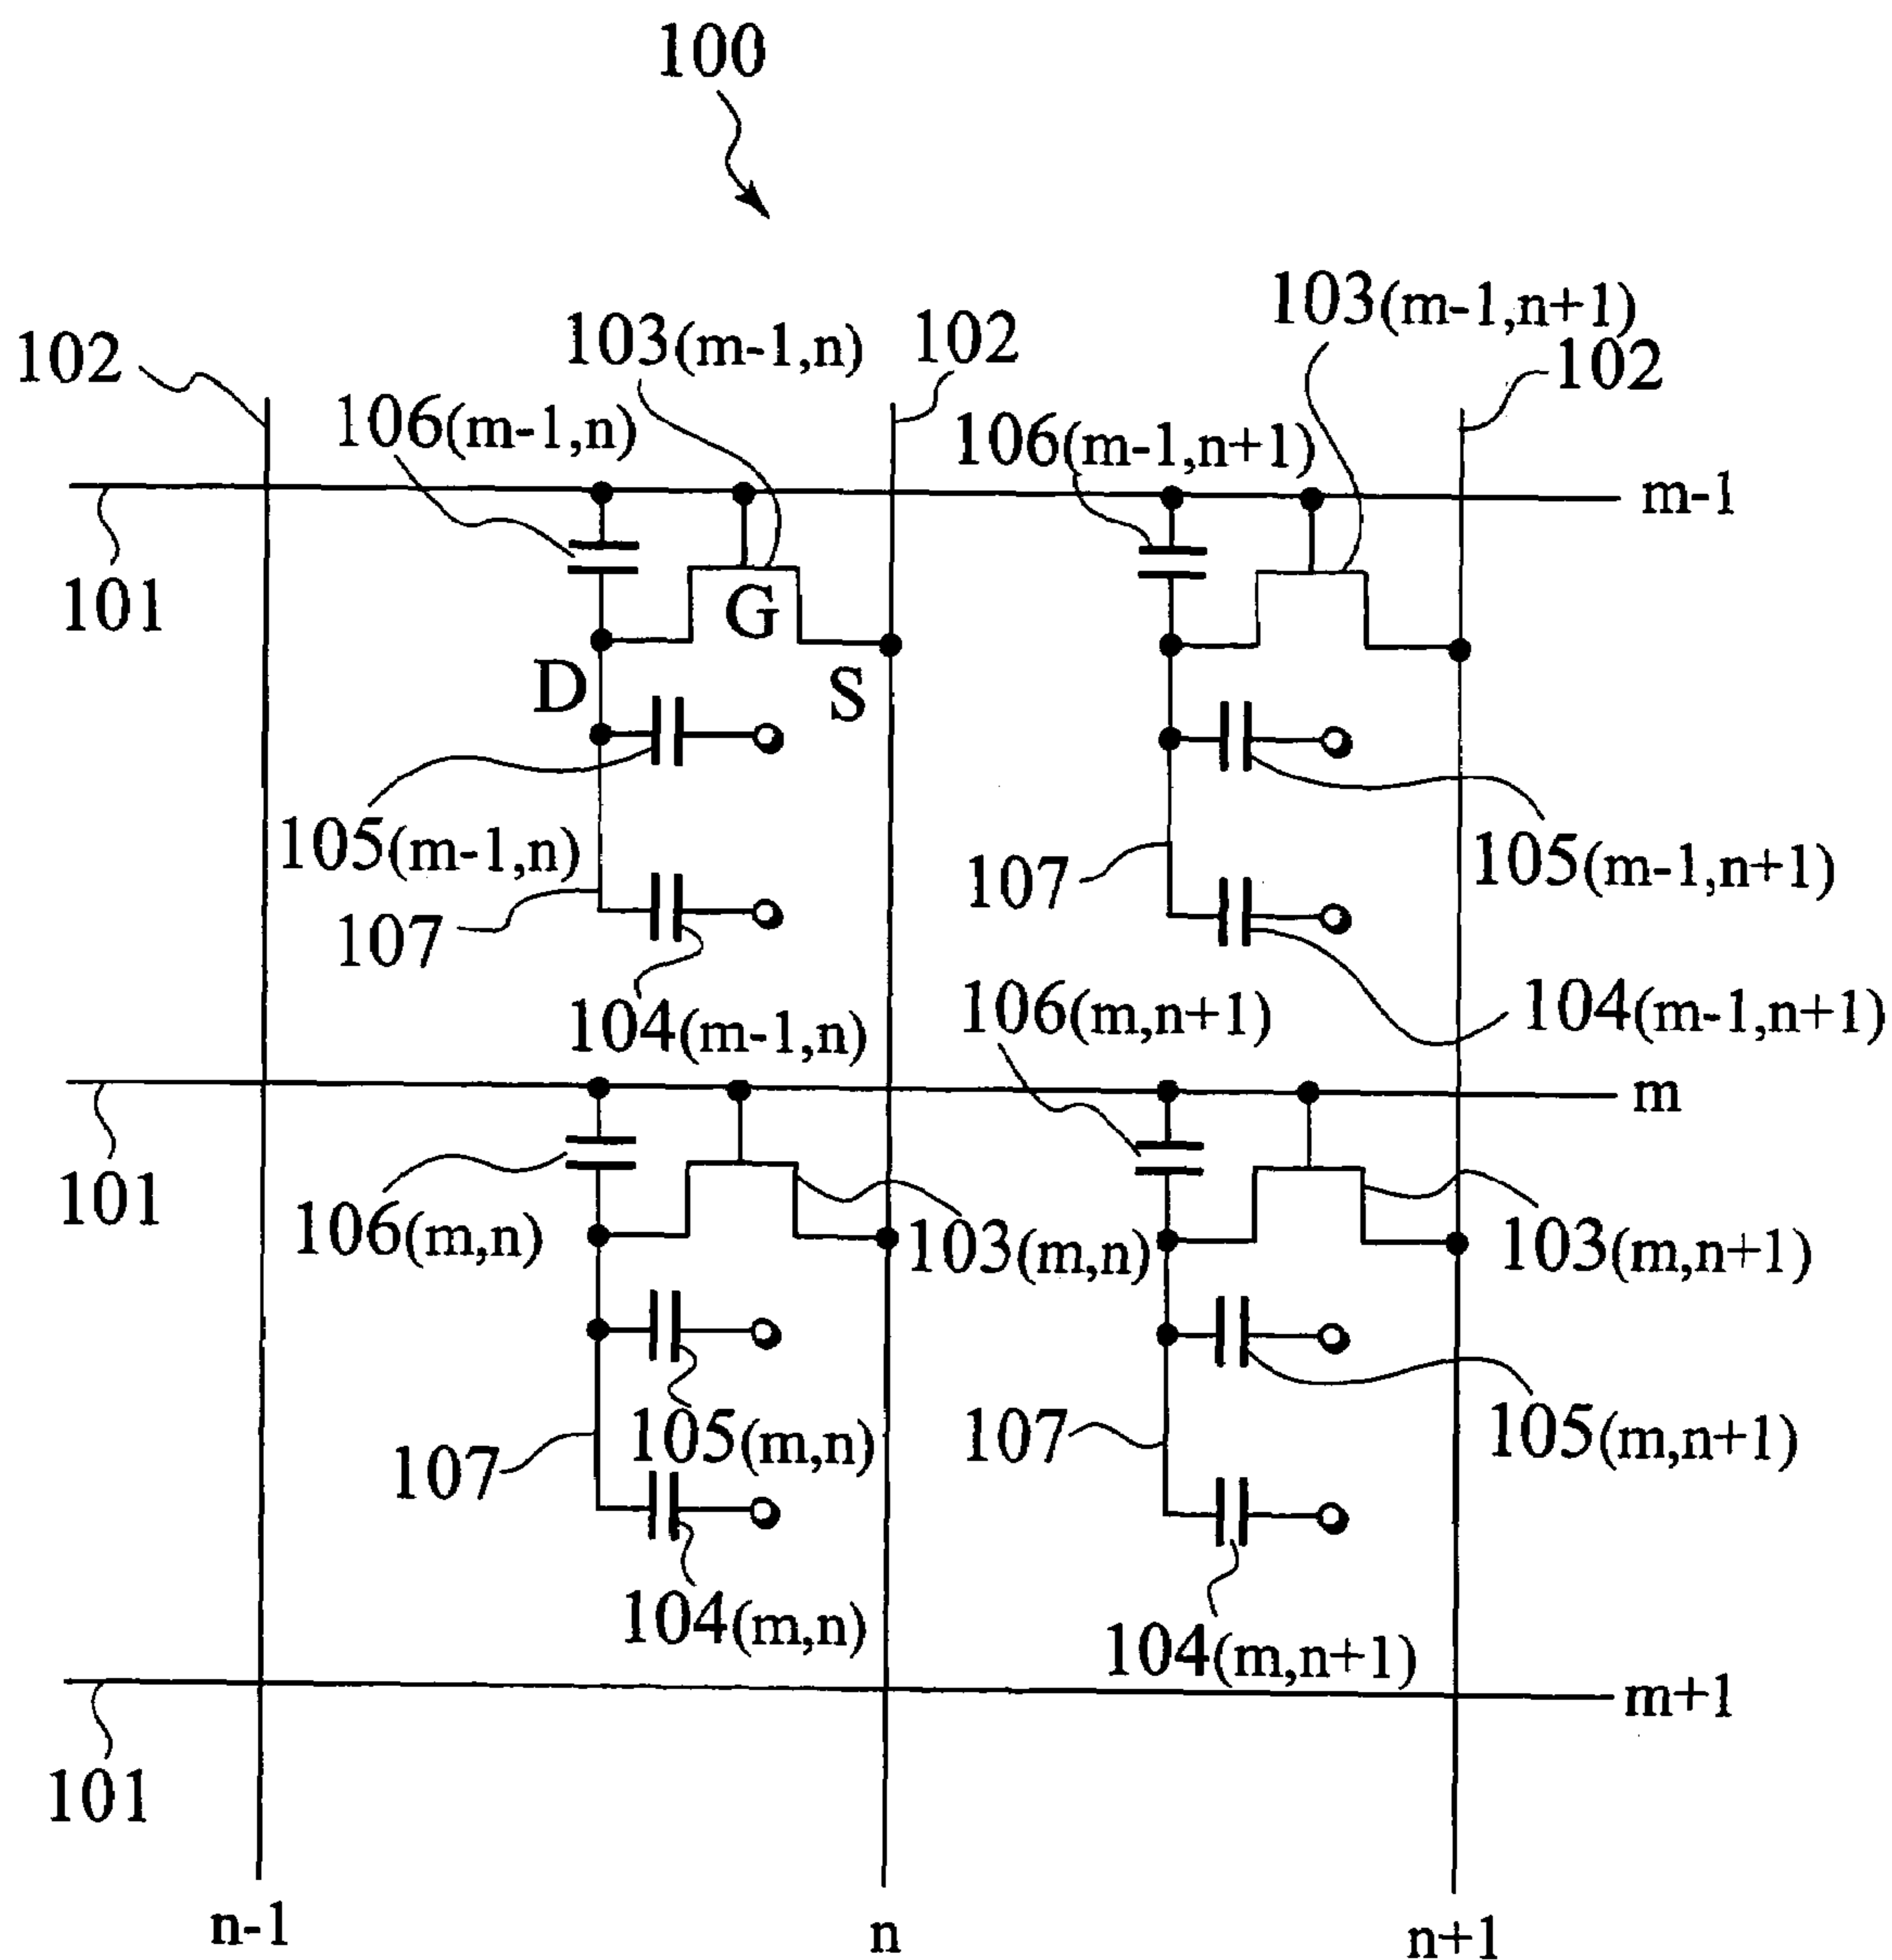 100
103(m-1,n+1)
103(m-1,n)
102
102
102
106(m-1,n)
106(m-1,n+1)
m-1
101
G
D
S
105(m-1,n)
105(m-1,n+1)
107
107
104(m-1,n)
106(m,n+1)
104(m-1,n+1)
m
101
106(m,n)
103(m,n)
103(m,n+1)
105(m,n)
107
105(m,n+1)
107
104(m,n)
104(m,n+1)
m+1
101
n-1
n
n+1